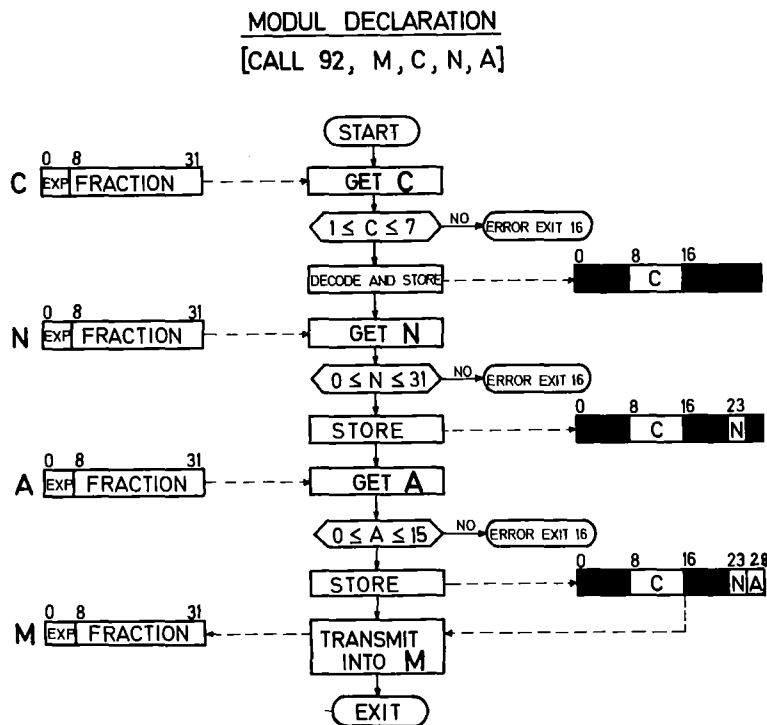 MODUL DECLARATION
[CALL 92, M, C, N, A]
START
0 8 31
C EXP FRACTION
GET C
1 ≤ C ≤ 7
NO
ERROR EXIT 16
DECODE AND STORE
0 8 16
C
0 8 31
N EXP FRACTION
GET N
0 ≤ N ≤ 31
NO
ERROR EXIT 16
STORE
0 8 16 23
C N
0 8 31
A EXP FRACTION
GET A
0 ≤ A ≤ 15
NO
ERROR EXIT 16
STORE
0 8 16 23 28
C N A
0 8 31
M EXP FRACTION
TRANSMIT
INTO M
EXIT